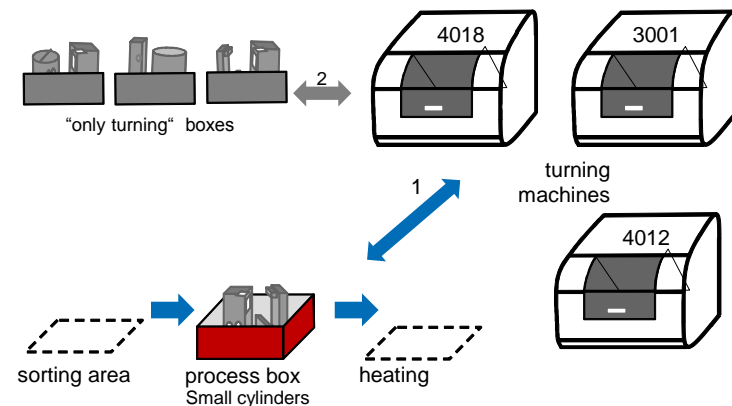 4018
3001
2
“only turning“ boxes
turning
machines
1
4012
sorting area
process box
heating
Small cylinders